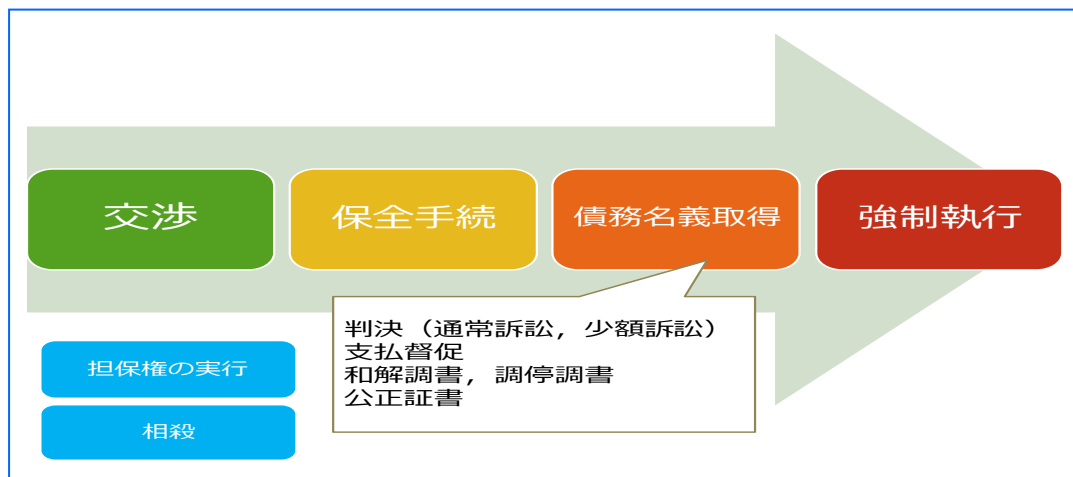 交渉
保全手続
債務名義取得
強制執行
判決（通常訴訟，少額訴訟）
支払督促
和解調書，調停調書
公正証書
担保権の実行
相殺